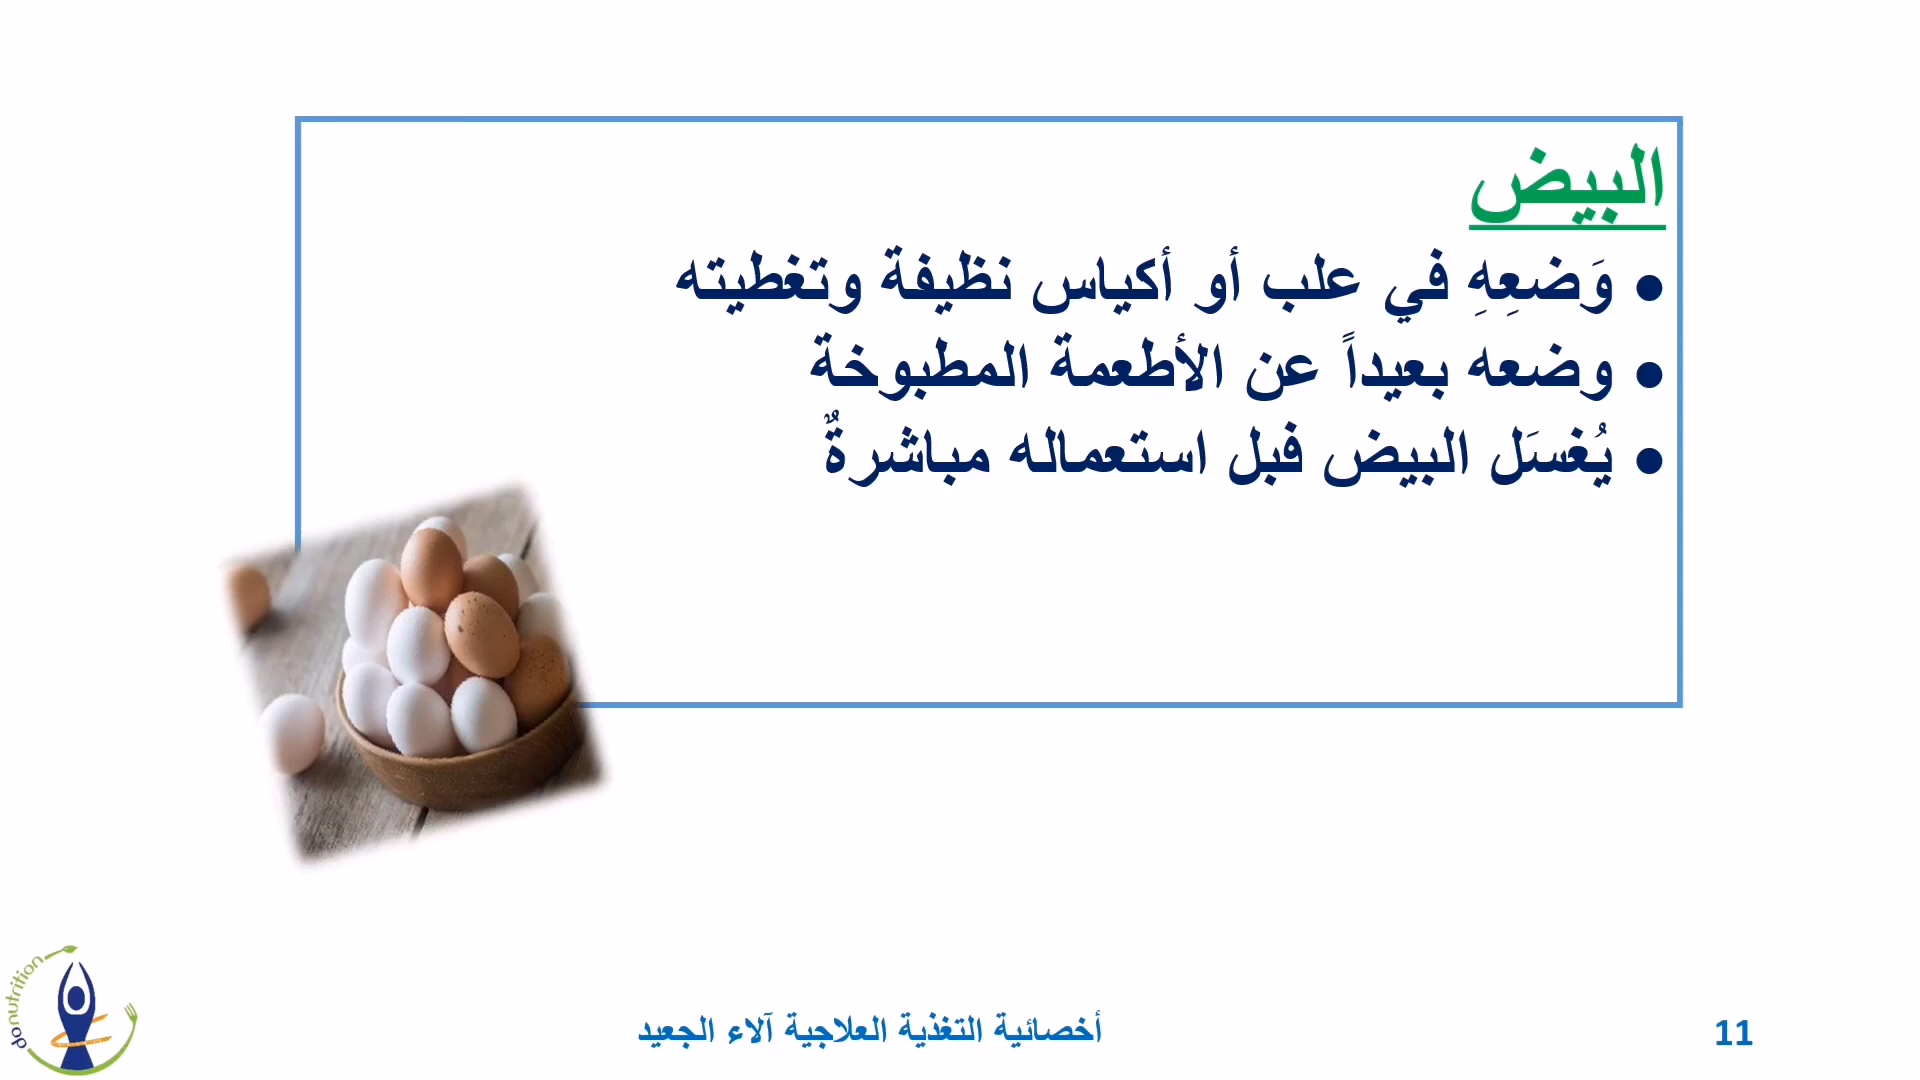 البيض
• وَضعِهِ في علب أو أكياس نظيفة وتغطيته
• وضعه بعيداً عن الأطعمة المطبوخة
• يُغسَل البيض فبل استعماله مباشرةٌ
أخصائية التغذية العلاجية آلاء الجعيد
11
danutrition